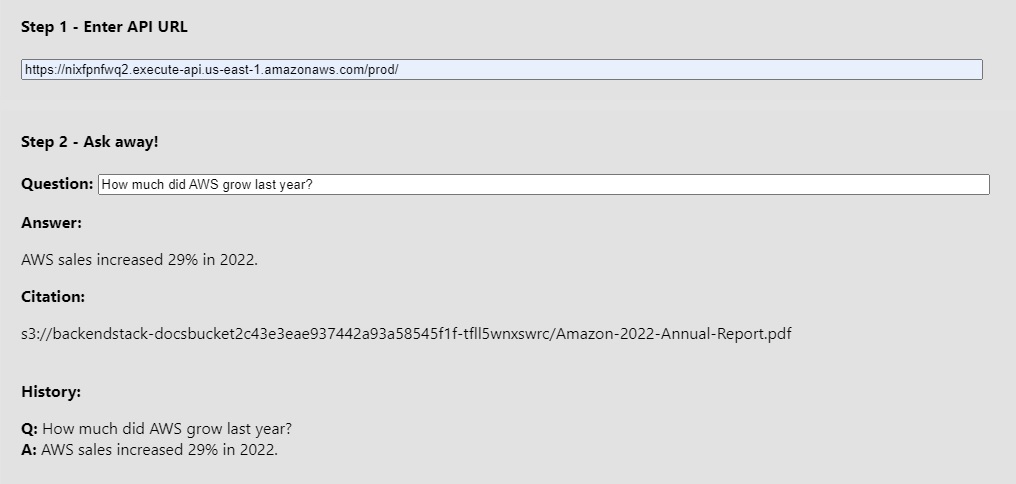 Step 1 - Enter API URL
https://nixfpnfwq2.execute-api.us-east-1.amazonaws.com/prod/
Step 2 - Ask away!
Question: How much did AWS grow last year?
Answer:
AWS sales increased 29% in 2022.
Citation:
s3://backendstack-docsbucket2c43e3eae937442a93a58545f1f-tfll5wnxswrc/Amazon-2022-Annual-Report.pdf
History:
Q: How much did AWS grow last year?
A: AWS sales increased 29% in 2022.